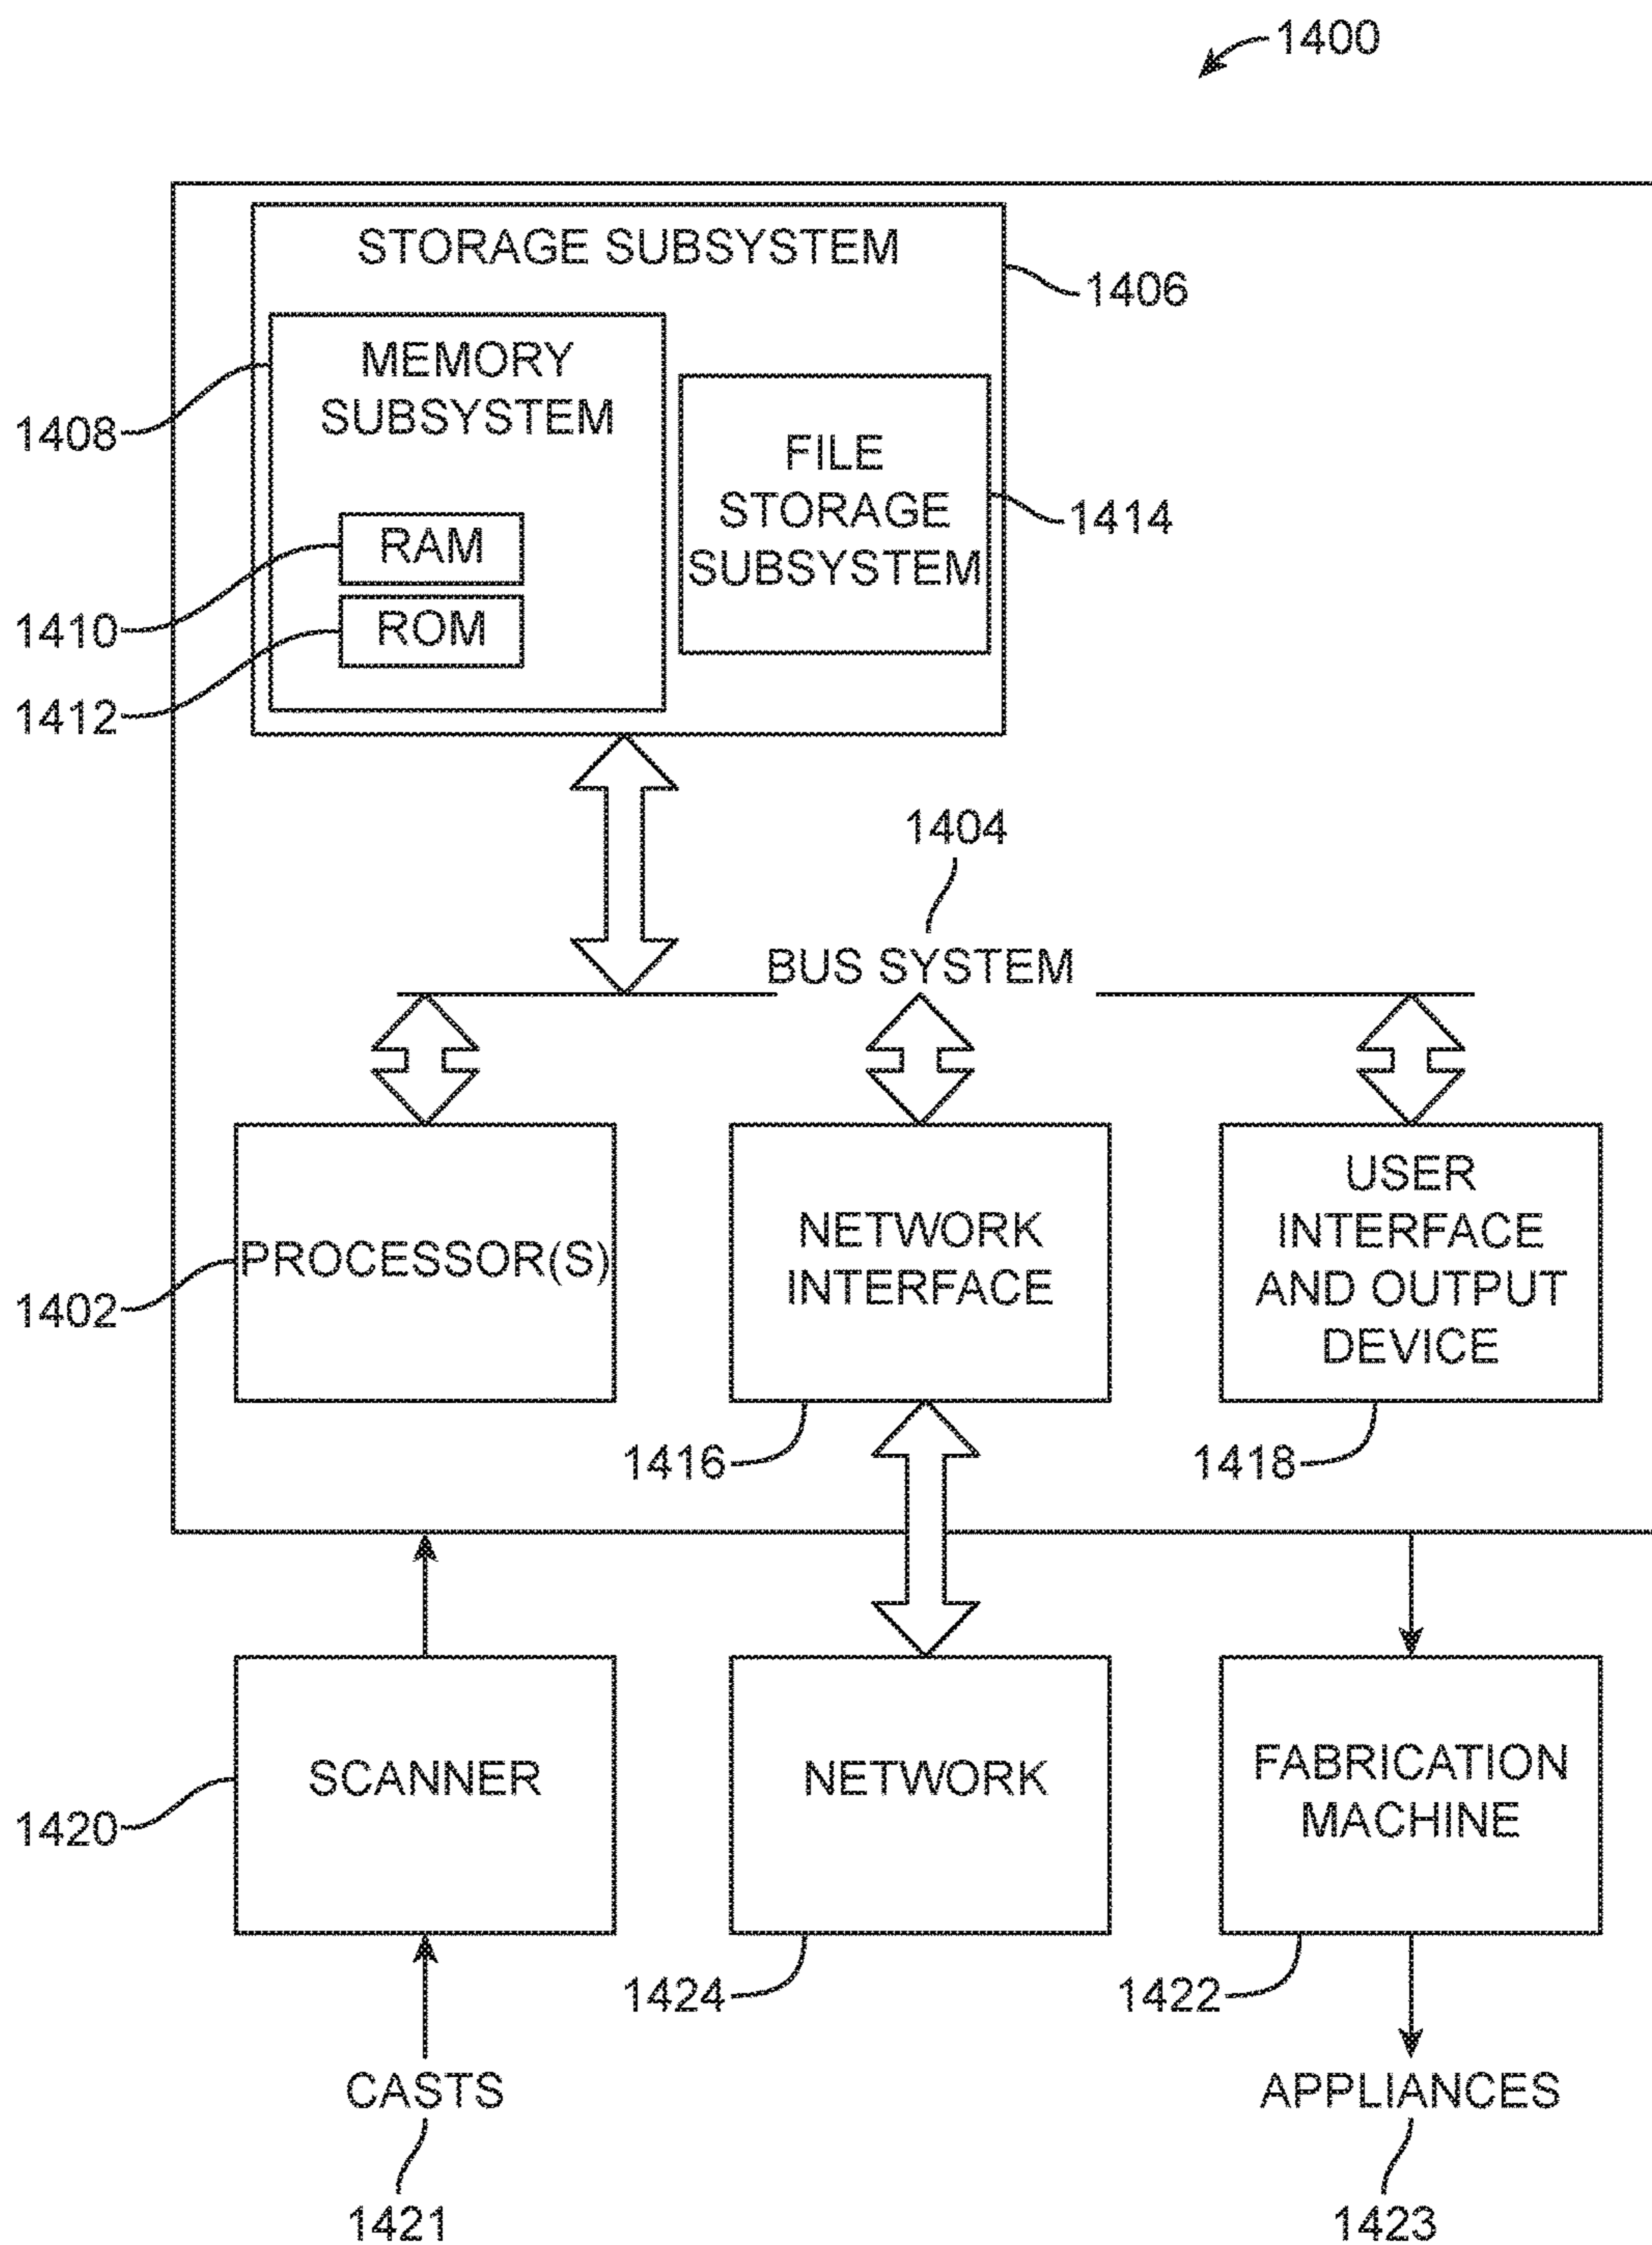 1400
STORAGE SUBSYSTEM
1406
MEMORY
SUBSYSTEM
1408
FILE
STORAGE
SUBSYSTEM
1414
RAM
1410
ROM
1412
1404
BUS SYSTEM
PROCESSOR(S)
1402
NETWORK
INTERFACE
1416
USER
INTERFACE
AND OUTPUT
DEVICE
1418
SCANNER
1420
NETWORK
1424
FABRICATION
MACHINE
1422
CASTS
1421
APPLIANCES
1423